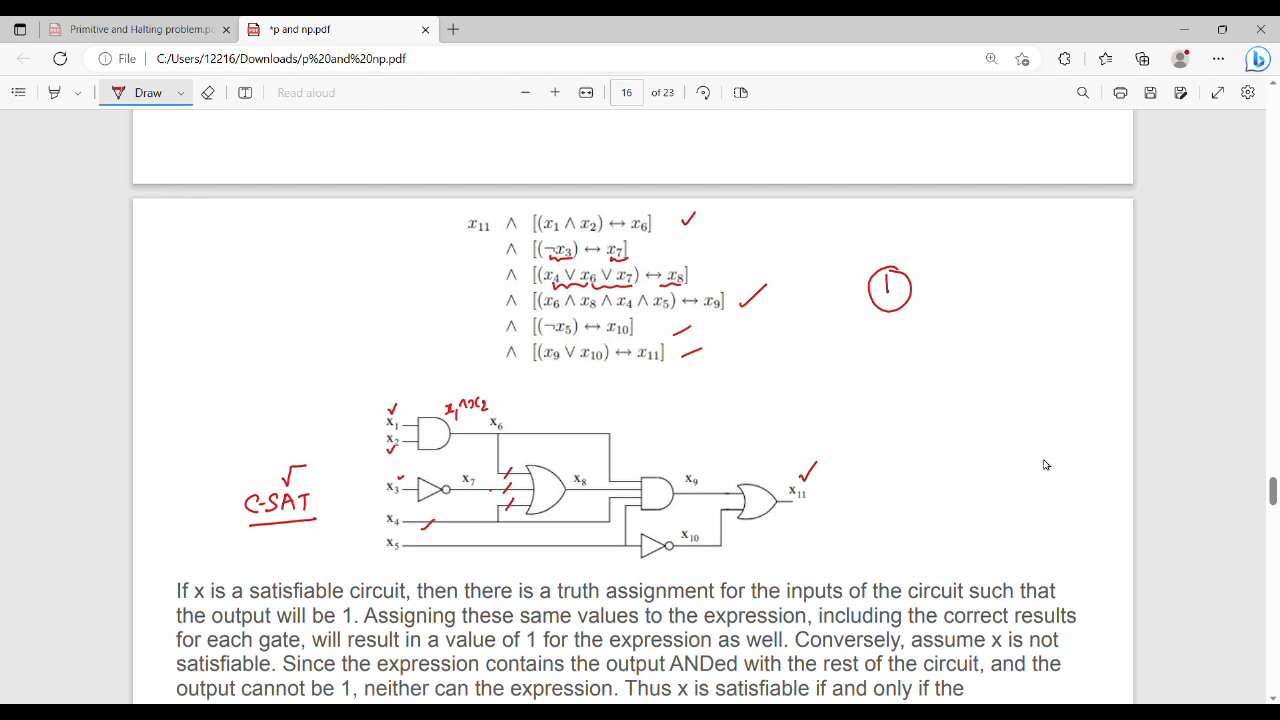 Primitive and Halting problem.pc
*p and np.pdf
File
C:/Users/12216/Downloads/p%20and%20np.pdf
Draw
Read aloud
16 of 23
x11 ∧ [(x1 ∧ x2) ↔ x6]
∧ [(¬x3) ↔ x7]
∧ [(x4 ∨ x6 ∨ x7) ↔ x8]
∧ [(x6 ∧ x8 ∧ x4 ∧ x5) ↔ x9]
∧ [(¬x5) ↔ x10]
∧ [(x9 ∨ x10) ↔ x11]
1
x1∧x2
x1
x6
x2
x3
x7
x8
x9
x11
C-SAT
x4
x5
x10
If x is a satisfiable circuit, then there is a truth assignment for the inputs of the circuit such that
the output will be 1. Assigning these same values to the expression, including the correct results
for each gate, will result in a value of 1 for the expression as well. Conversely, assume x is not
satisfiable. Since the expression contains the output ANDed with the rest of the circuit, and the
output cannot be 1, neither can the expression. Thus x is satisfiable if and only if the